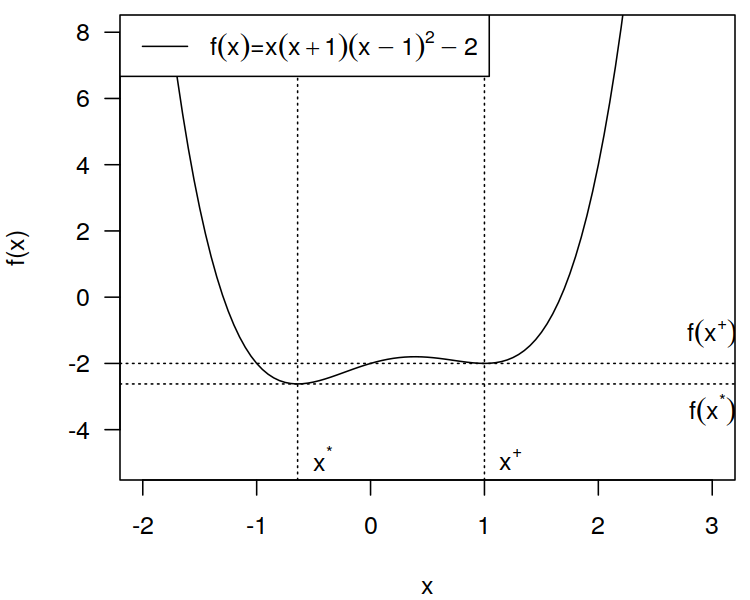 f(x)=x(x+1)(x−1)²−2
8
6
4
2
0
-2
-4
f(x)
f(x⁺)
f(x*)
x*
x⁺
-2 -1 0 1 2 3
x